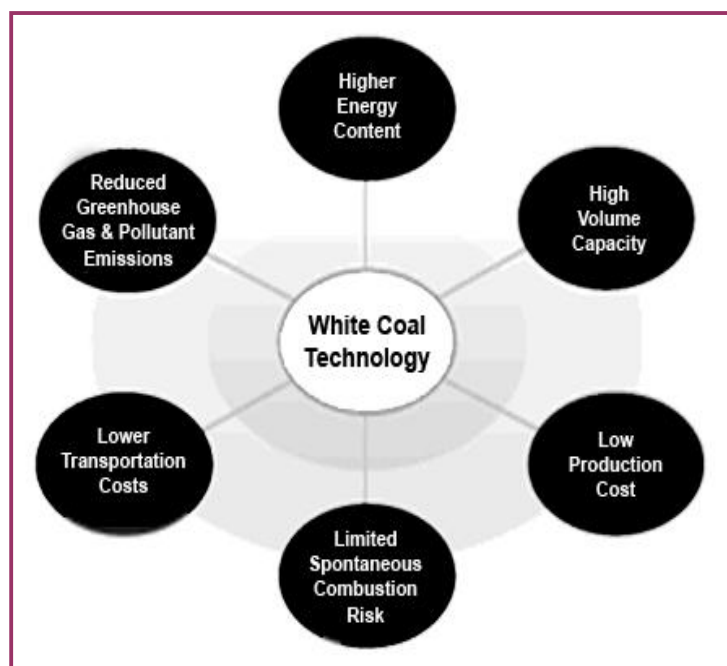 Higher
Energy
Content
Reduced
Greenhouse
Gas & Pollutant
Emissions
High
Volume
Capacity
White Coal
Technology
Lower
Transportation
Costs
Low
Production
Cost
Limited
Spontaneous
Combustion
Risk